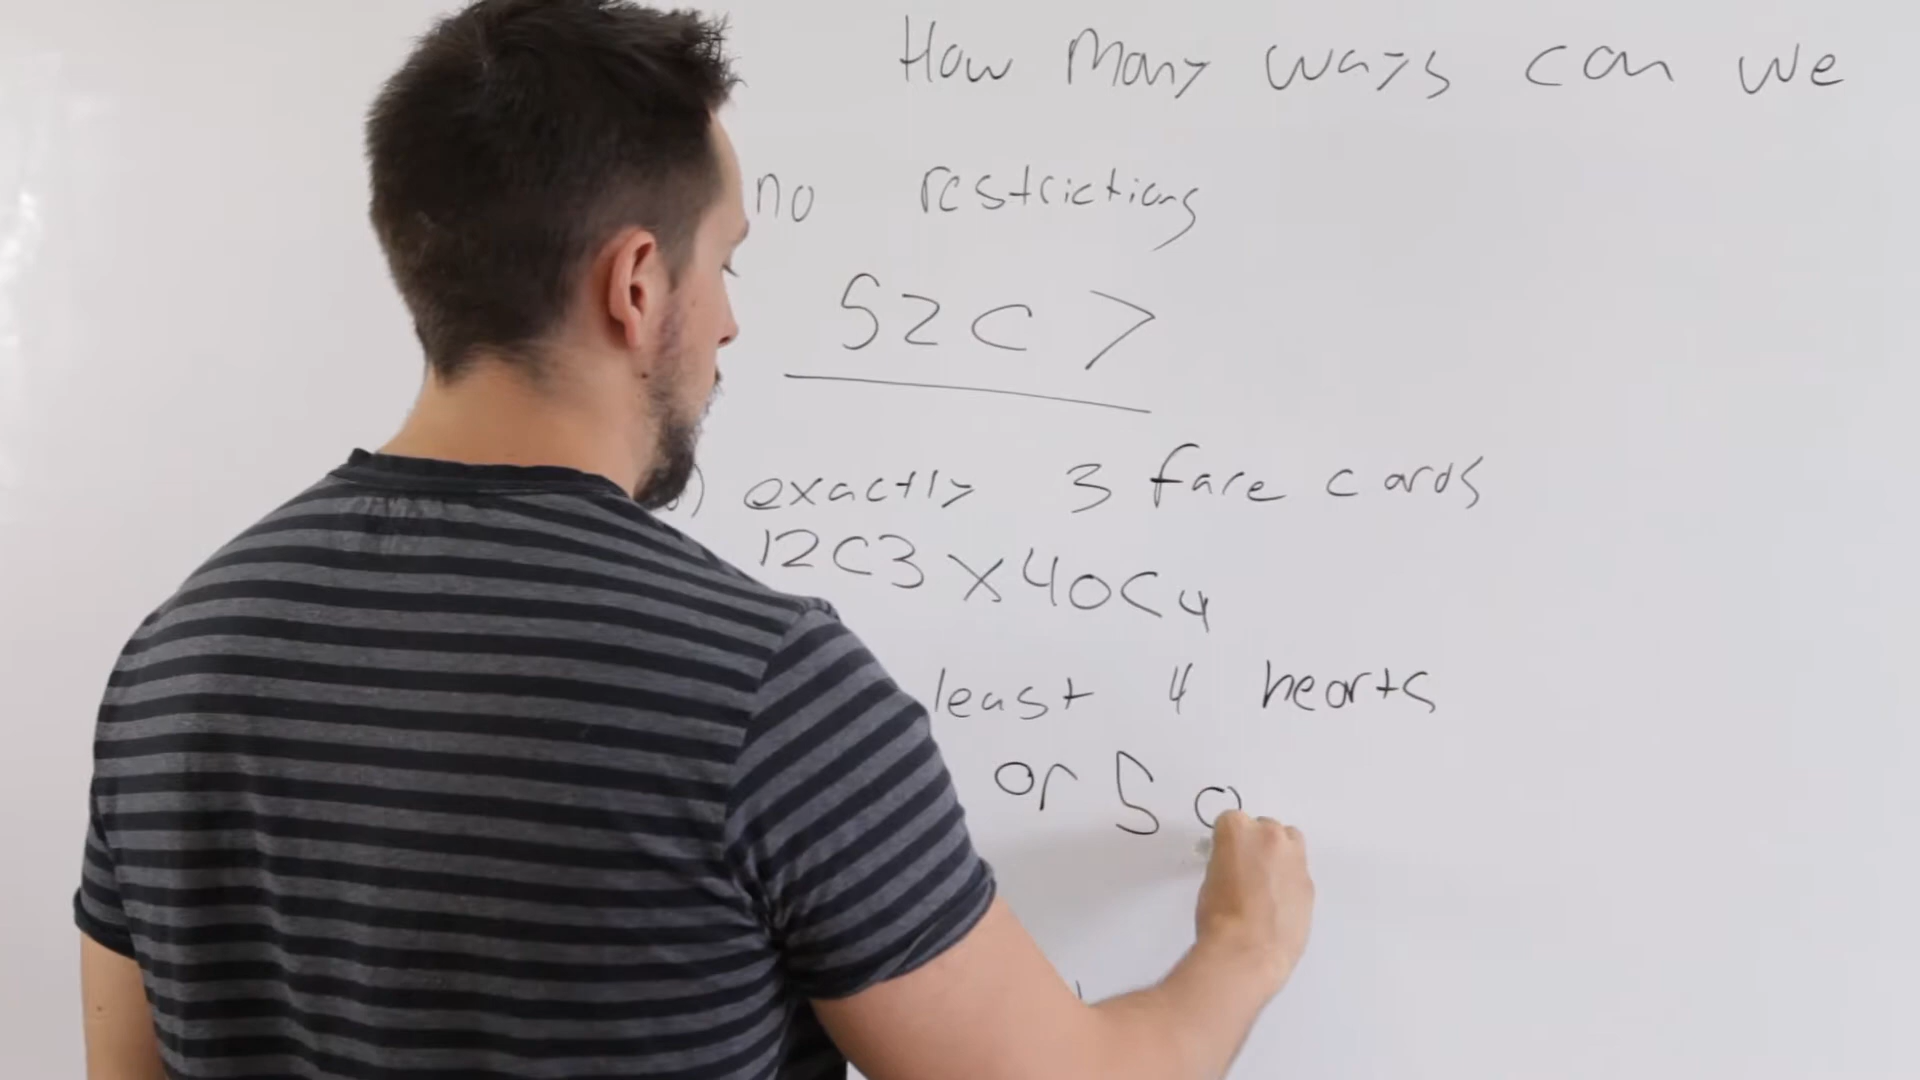 How Many ways can we
no restrictions
52C7
) exactly 3 face cards
12C3 X 40C4
least 4 hearts
or 5 o